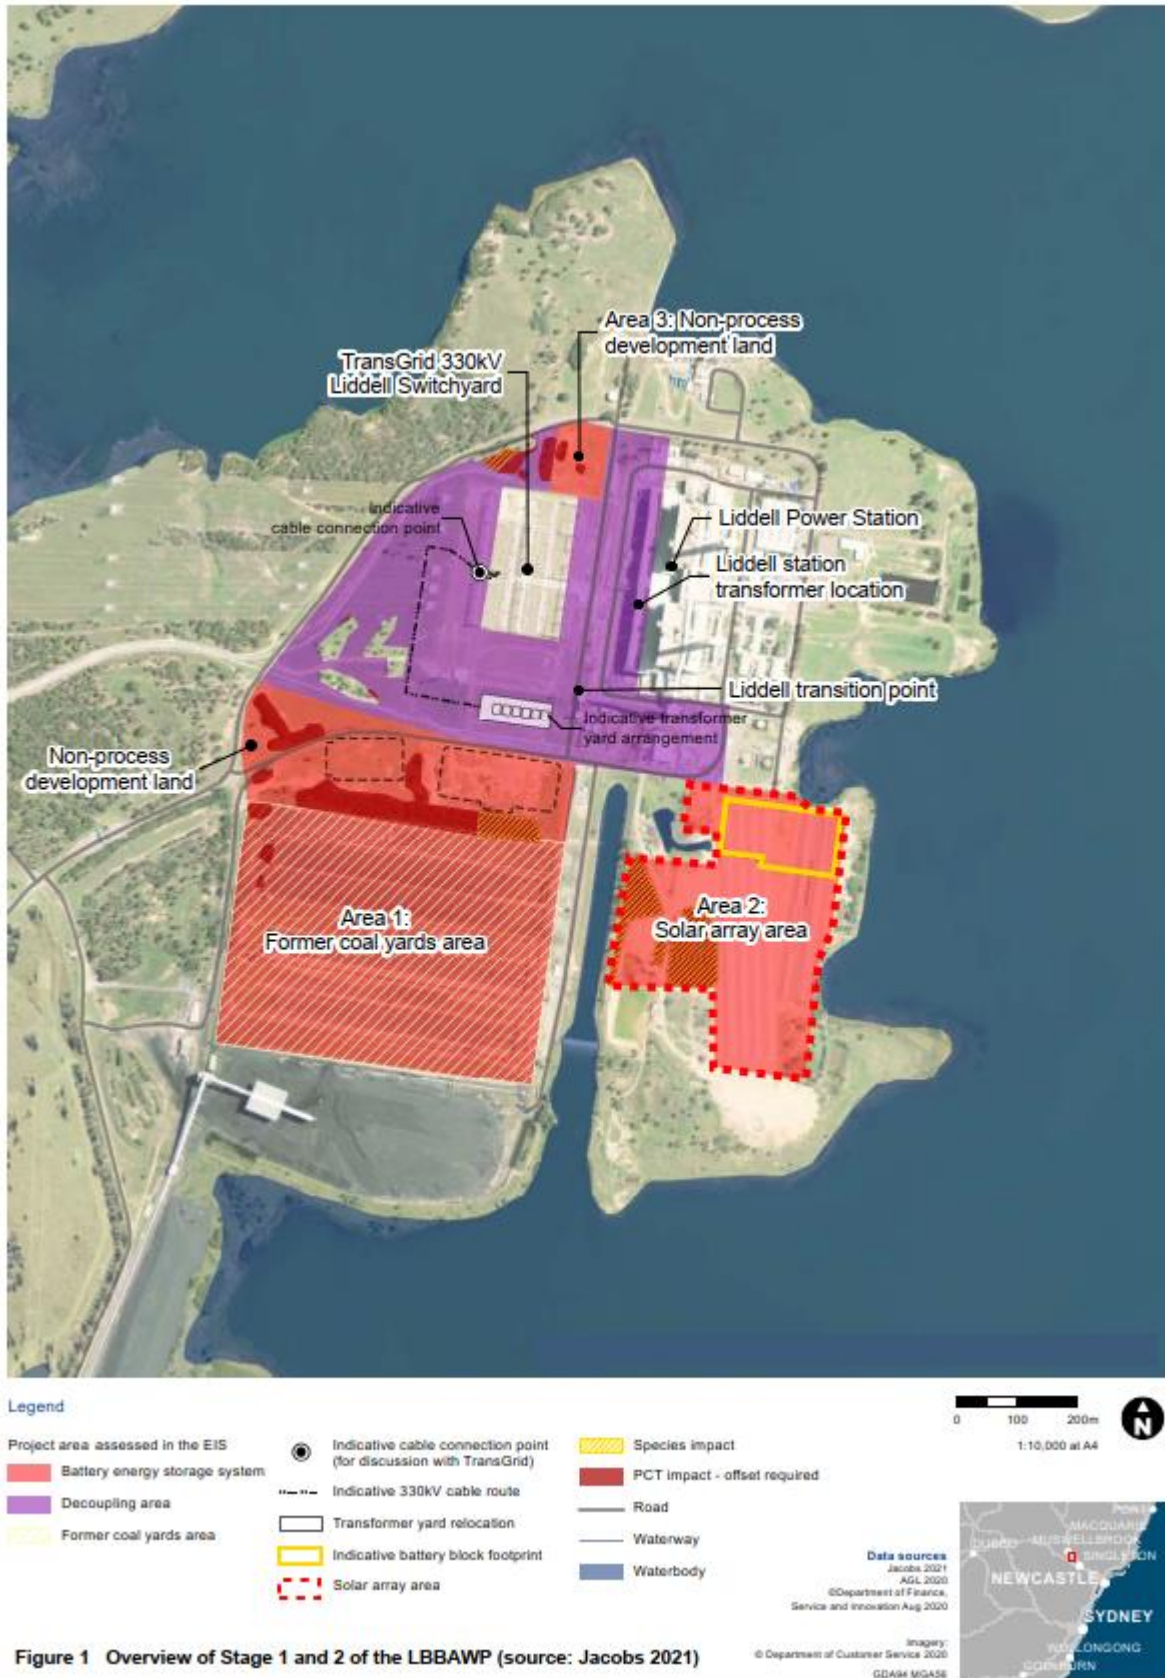 Area 3: Non-process
development land
TransGrid 330kV
Liddell Switchyard
Indicative
cable connection point
Liddell Power Station
Liddell station
transformer location
Liddell transition point
Indicative transformer
yard arrangement
Non-process
development land
Area 1:
Former coal yards area
Area 2:
Solar array area
Legend
Project area assessed in the EIS
Battery energy storage system
Decoupling area
Former coal yards area
Indicative cable connection point
(for discussion with TransGrid)
Indicative 330kV cable route
Transformer yard relocation
Indicative battery block footprint
Solar array area
Species impact
PCT impact - offset required
Road
Waterway
Waterbody
0 100 200m
1:10,000 at A4
N
Data sources
Jacobs 2021
AGL 2020
©Department of Finance,
Service and Innovation Aug 2020
Imagery:
© Department of Customer Service 2020
GDA94 MGA56
PORT
MACQUARIE
DUBBO
MUSWELLBROOK
SINGLETON
NEWCASTLE
SYDNEY
WOLLONGONG
GOULBURN
Figure 1 Overview of Stage 1 and 2 of the LBBAWP (source: Jacobs 2021)